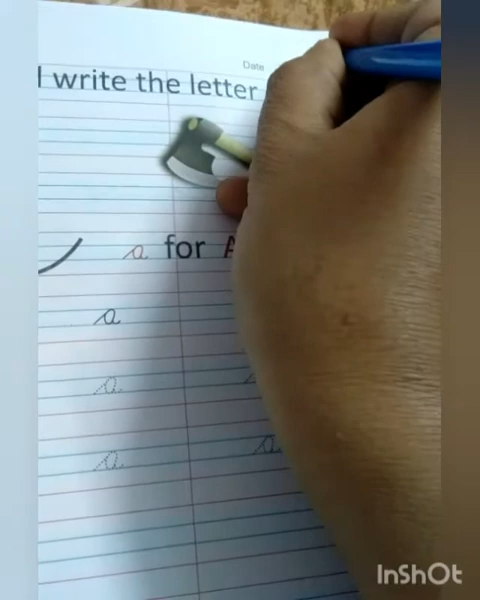 Date
I write the letter
a for A
a
a
a a
InShOt